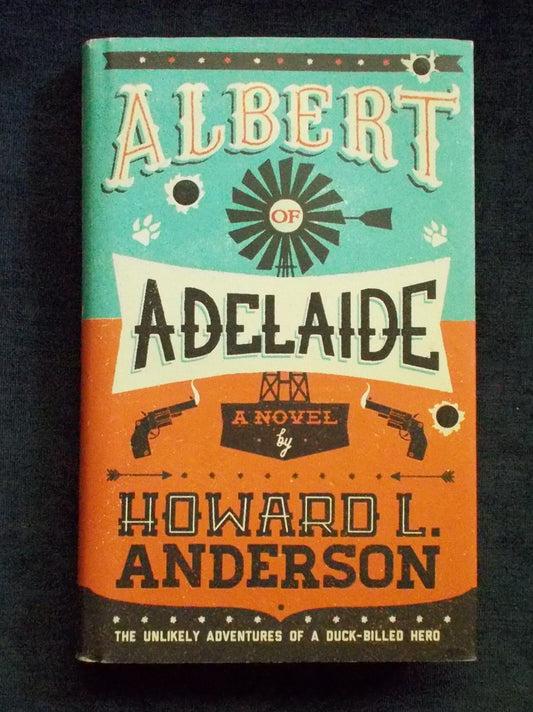 ALBERT
OF
ADELAIDE
A NOVEL
by
HOWARD L.
ANDERSON
THE UNLIKELY ADVENTURES OF A DUCK-BILLED HERO